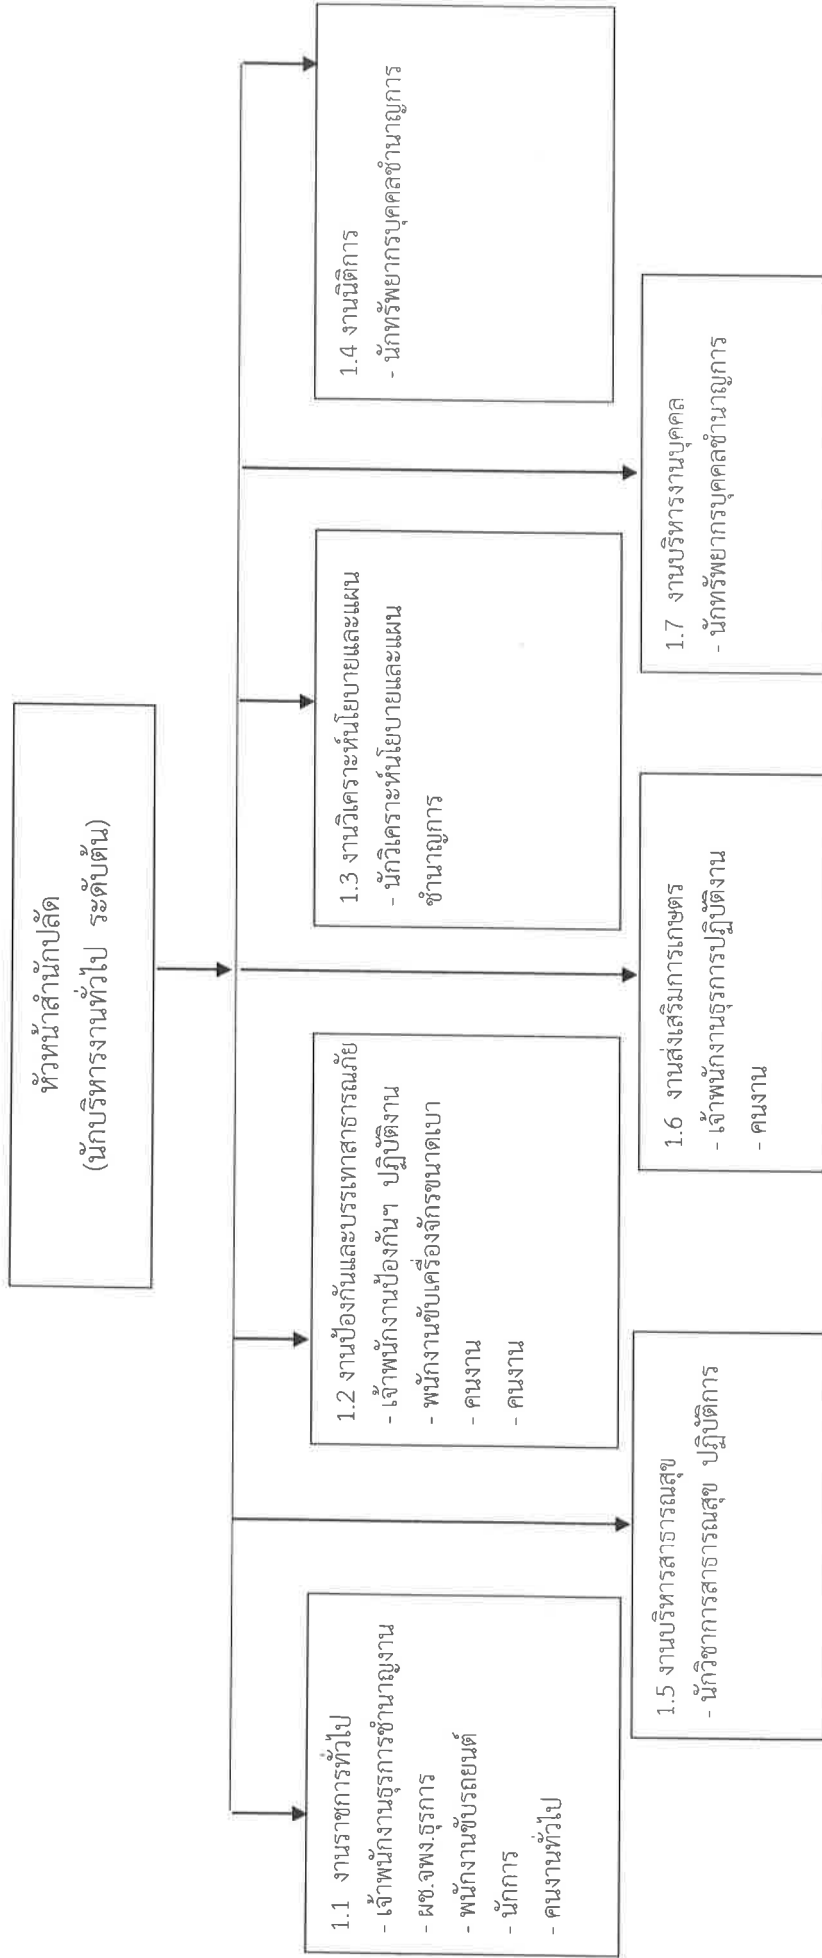 หัวหน้าสำนักปลัด
(นักบริหารงานทั่วไป ระดับต้น)
1.1 งานราชการทั่วไป
- เจ้าพนักงานธุรการชำนาญงาน
- ผช.จพง.ธุรการ
- พนักงานขับรถยนต์
- นักการ
- คนงานทั่วไป
1.2 งานป้องกันและบรรเทาสาธารณภัย
- เจ้าพนักงานป้องกันฯ ปฏิบัติงาน
- พนักงานขับเครื่องจักรขนาดเบา
- คนงาน
- คนงาน
1.3 งานวิเคราะห์นโยบายและแผน
- นักวิเคราะห์นโยบายและแผน
ชำนาญการ
1.4 งานนิติการ
- นักทรัพยากรบุคคลชำนาญการ
1.5 งานบริหารสาธารณสุข
- นักวิชาการสาธารณสุข ปฏิบัติการ
1.6 งานส่งเสริมการเกษตร
- เจ้าพนักงานธุรการปฏิบัติงาน
- คนงาน
1.7 งานบริหารงานบุคคล
- นักทรัพยากรบุคคลชำนาญการ